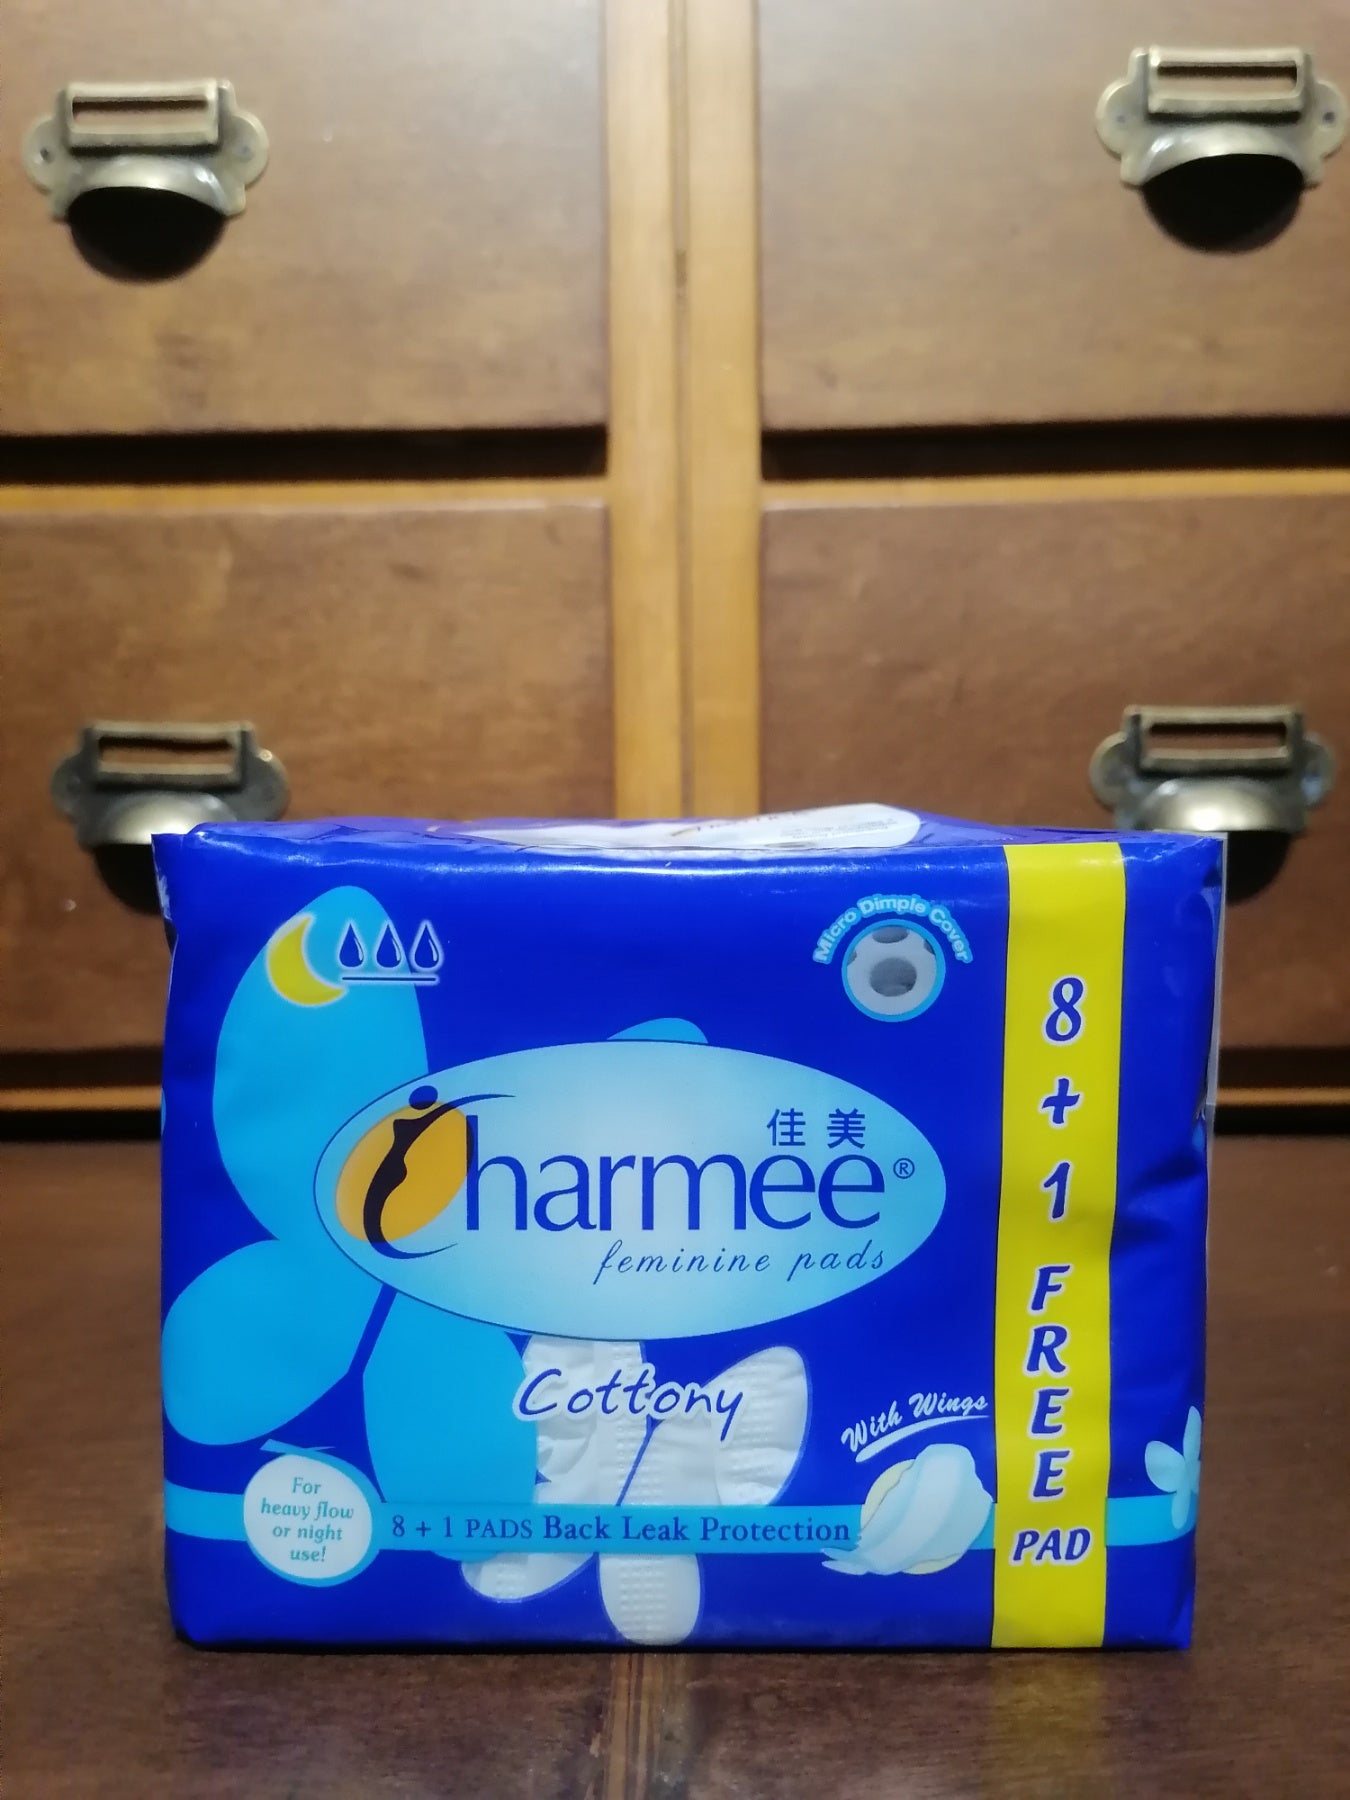 Micro Dimple Cover
佳美
Charmee®
feminine pads
Cottony
With Wings
For
heavy flow
or night
use!
8 + 1 PADS Back Leak Protection
8
+
1
F
R
E
E
PAD